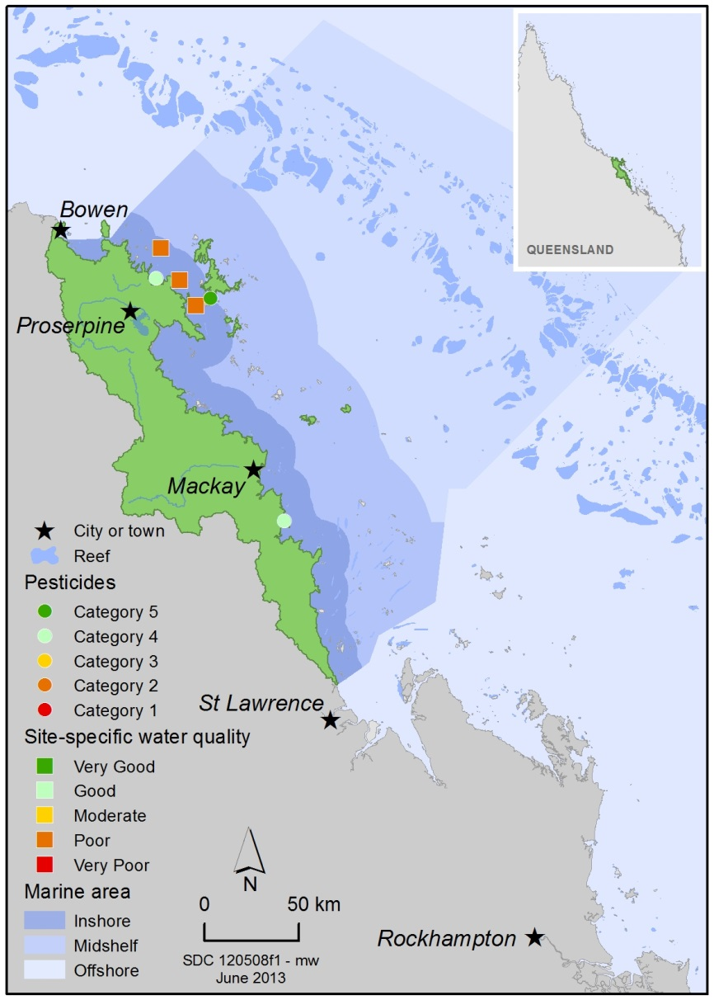 QUEENSLAND
Bowen
Proserpine
Mackay
City or town
Reef
Pesticides
Category 5
Category 4
Category 3
Category 2
Category 1
St Lawrence
Site-specific water quality
Very Good
Good
Moderate
Poor
Very Poor
Marine area
Inshore
Midshelf
Offshore
N
0 50 km
SDC 120508f1 - mw
June 2013
Rockhampton